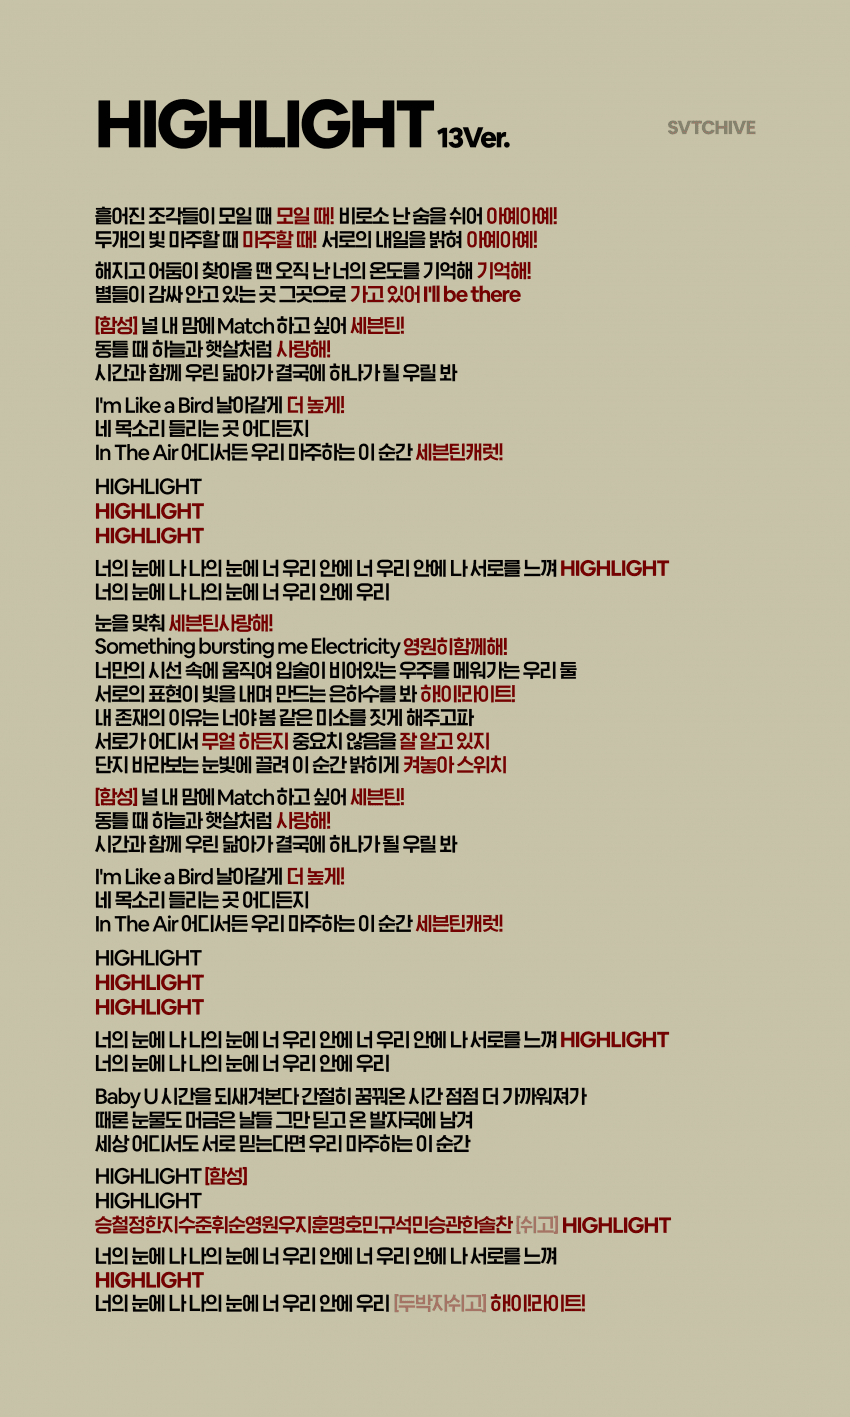 HIGHLIGHT 13Ver.
SVTCHIVE
흩어진 조각들이 모일 때 모일 때! 비로소 난 숨을 쉬어 아예아예!
두개의 빛 마주할 때 마주할 때! 서로의 내일을 밝혀 아예아예!
해지고 어둠이 찾아올 땐 오직 난 너의 온도를 기억해 기억해!
별들이 감싸 안고 있는 곳 그곳으로 가고 있어 I'll be there
[함성] 널 내 맘에 Match 하고 싶어 세븐틴!
동틀 때 하늘과 햇살처럼 사랑해!
시간과 함께 우린 닮아가 결국에 하나가 될 우릴 봐
I'm Like a Bird 날아갈게 더 높게!
네 목소리 들리는 곳 어디든지
In The Air 어디서든 우리 마주하는 이 순간 세븐틴캐럿!
HIGHLIGHT
HIGHLIGHT
HIGHLIGHT
너의 눈에 나 나의 눈에 너 우리 안에 너 우리 안에 나 서로를 느껴 HIGHLIGHT
너의 눈에 나 나의 눈에 너 우리 안에 우리
눈을 맞춰 세븐틴사랑해!
Something bursting me Electricity 영원히함께해!
너만의 시선 속에 움직여 입술이 비어있는 우주를 메워가는 우리 둘
서로의 표현이 빛을 내며 만드는 은하수를 봐 하!이!라이트!
내 존재의 이유는 너야 봄 같은 미소를 짓게 해주고파
서로가 어디서 무얼 하든지 중요치 않음을 잘 알고 있지
단지 바라보는 눈빛에 끌려 이 순간 밝히게 켜놓아 스위치
[함성] 널 내 맘에 Match 하고 싶어 세븐틴!
동틀 때 하늘과 햇살처럼 사랑해!
시간과 함께 우린 닮아가 결국에 하나가 될 우릴 봐
I'm Like a Bird 날아갈게 더 높게!
네 목소리 들리는 곳 어디든지
In The Air 어디서든 우리 마주하는 이 순간 세븐틴캐럿!
HIGHLIGHT
HIGHLIGHT
HIGHLIGHT
너의 눈에 나 나의 눈에 너 우리 안에 너 우리 안에 나 서로를 느껴 HIGHLIGHT
너의 눈에 나 나의 눈에 너 우리 안에 우리
Baby U 시간을 되새겨본다 간절히 꿈꿔온 시간 점점 더 가까워져가
때론 눈물도 머금은 날들 그만 딛고 온 발자국에 남겨
세상 어디서도 서로 믿는다면 우리 마주하는 이 순간
HIGHLIGHT [함성]
HIGHLIGHT
승철정한지수준휘순영원우지훈명호민규석민승관한솔찬 [쉬고] HIGHLIGHT
너의 눈에 나 나의 눈에 너 우리 안에 너 우리 안에 나 서로를 느껴
HIGHLIGHT
너의 눈에 나 나의 눈에 너 우리 안에 우리 [두박자쉬고] 하!이!라이트!